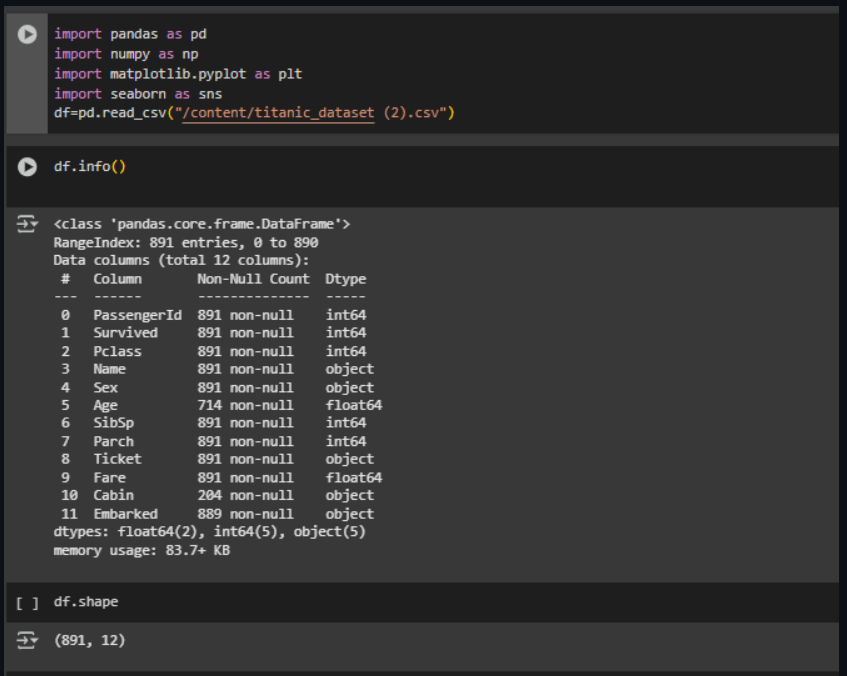 import pandas as pd
import numpy as np
import matplotlib.pyplot as plt
import seaborn as sns
df=pd.read_csv("/content/titanic_dataset (2).csv")
df.info()
<class 'pandas.core.frame.DataFrame'>
RangeIndex: 891 entries, 0 to 890
Data columns (total 12 columns):
 #   Column       Non-Null Count  Dtype
---  ------       --------------  -----
 0   PassengerId  891 non-null    int64
 1   Survived     891 non-null    int64
 2   Pclass       891 non-null    int64
 3   Name         891 non-null    object
 4   Sex          891 non-null    object
 5   Age          714 non-null    float64
 6   SibSp        891 non-null    int64
 7   Parch        891 non-null    int64
 8   Ticket       891 non-null    object
 9   Fare         891 non-null    float64
 10  Cabin        204 non-null    object
 11  Embarked     889 non-null    object
dtypes: float64(2), int64(5), object(5)
memory usage: 83.7+ KB
[ ] df.shape
(891, 12)